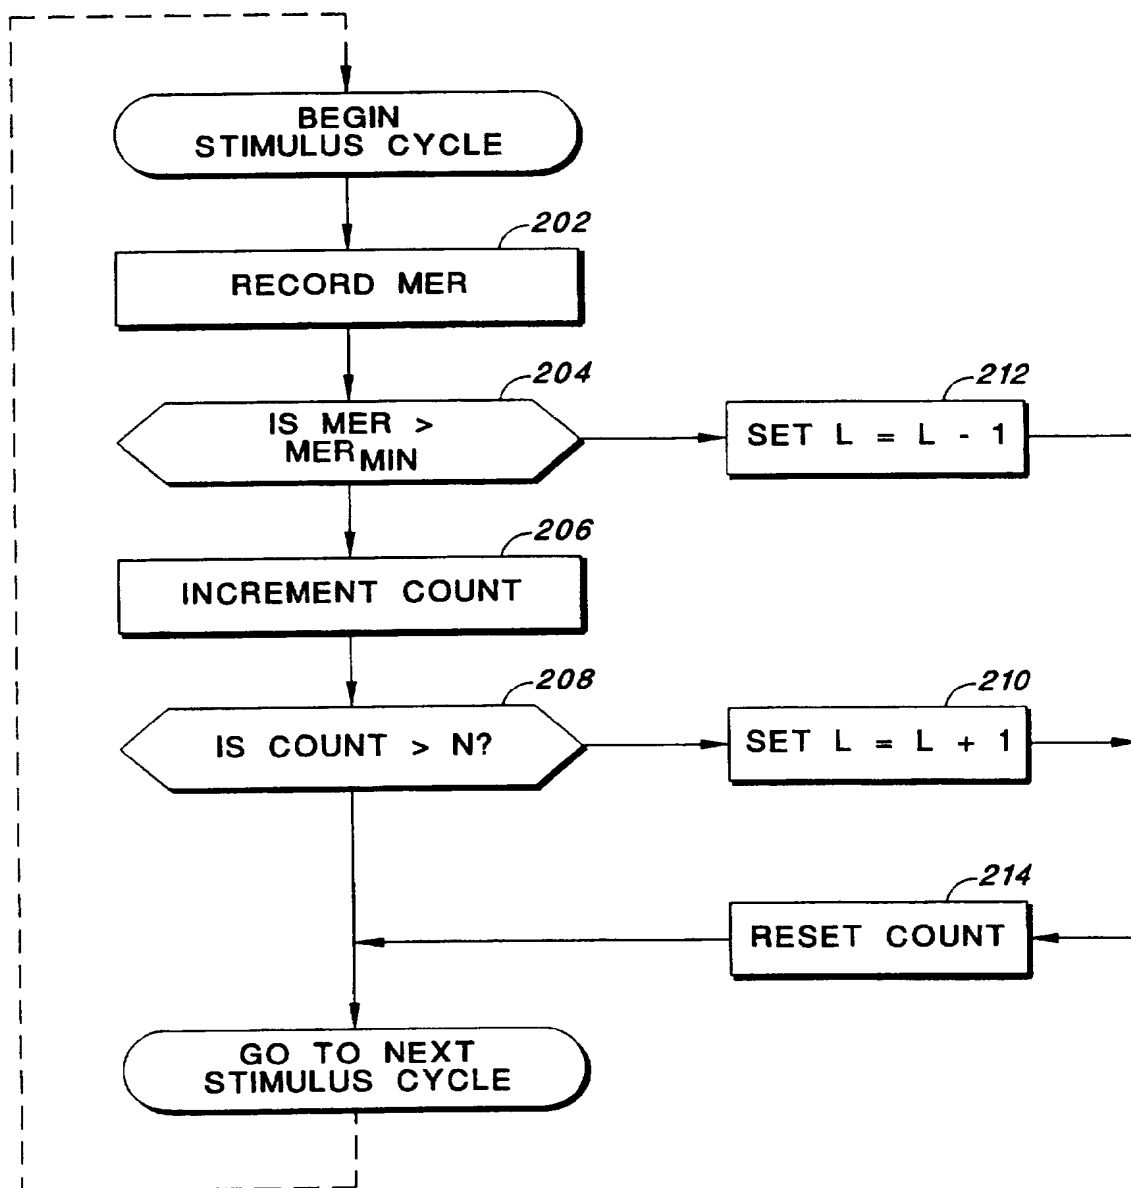 BEGIN
STIMULUS CYCLE
202
RECORD MER
204
IS MER >
MERMIN
212
SET L = L - 1
206
INCREMENT COUNT
208
IS COUNT > N?
210
SET L = L + 1
214
RESET COUNT
GO TO NEXT
STIMULUS CYCLE